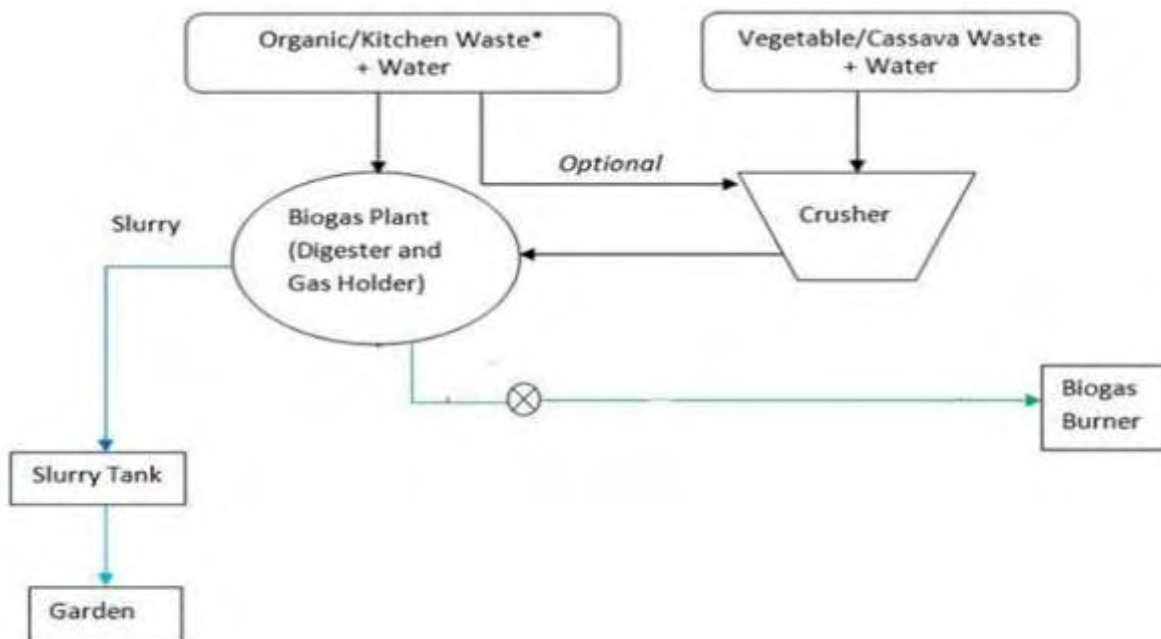 Organic/Kitchen Waste*
+ Water
Vegetable/Cassava Waste
+ Water
Optional
Biogas Plant
(Digester and
Gas Holder)
Crusher
Slurry
Biogas
Burner
Slurry Tank
Garden